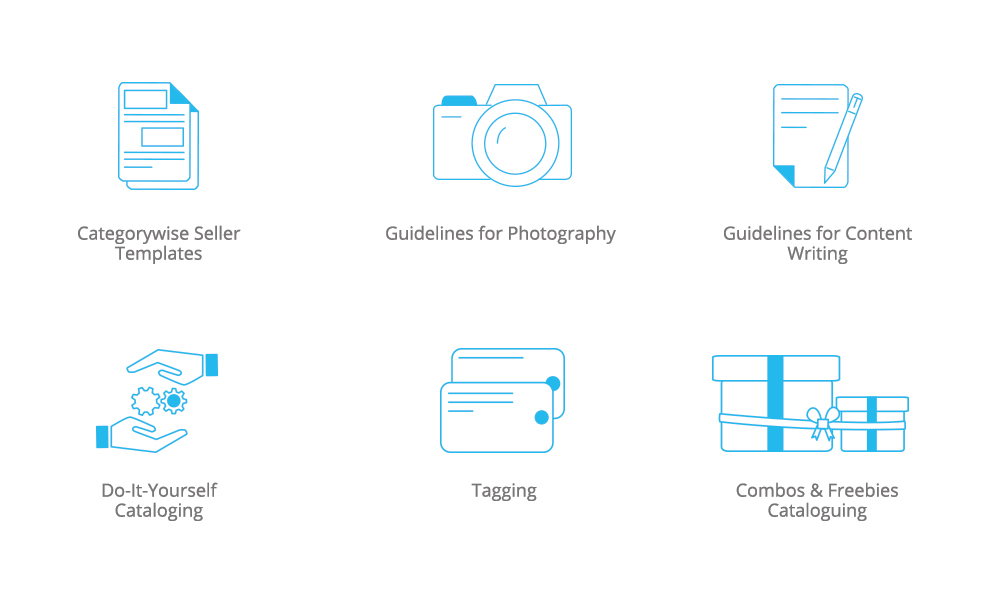 Categorywise Seller
Templates
Guidelines for Photography
Guidelines for Content
Writing
Do-It-Yourself
Cataloging
Tagging
Combos & Freebies
Cataloguing